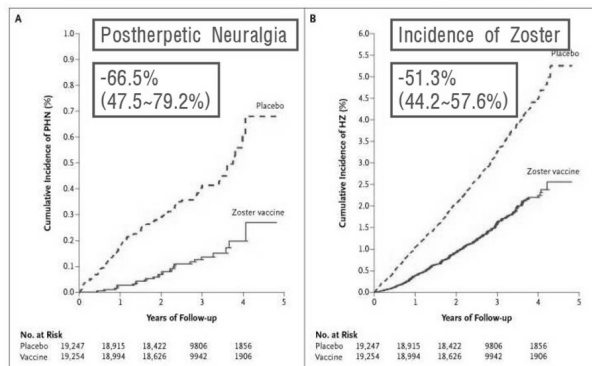 A
Postherpetic Neuralgia
-66.5%
(47.5~79.2%)
Placebo
Zoster vaccine
Cumulative Incidence of PHN (%)
1.0
0.9
0.8
0.7
0.6
0.5
0.4
0.3
0.2
0.1
0.0
0 1 2 3 4 5
Years of Follow-up
No. at Risk
Placebo 19,247 18,915 18,422 9806 1856
Vaccine 19,254 18,994 18,626 9942 1906
B
Incidence of Zoster
-51.3%
(44.2~57.6%)
Placebo
Zoster vaccine
Cumulative Incidence of HZ (%)
6.0
5.5
5.0
4.5
4.0
3.5
3.0
2.5
2.0
1.5
1.0
0.5
0.0
0 1 2 3 4 5
Years of Follow-up
No. at Risk
Placebo 19,247 18,915 18,422 9806 1856
Vaccine 19,254 18,994 18,626 9942 1906